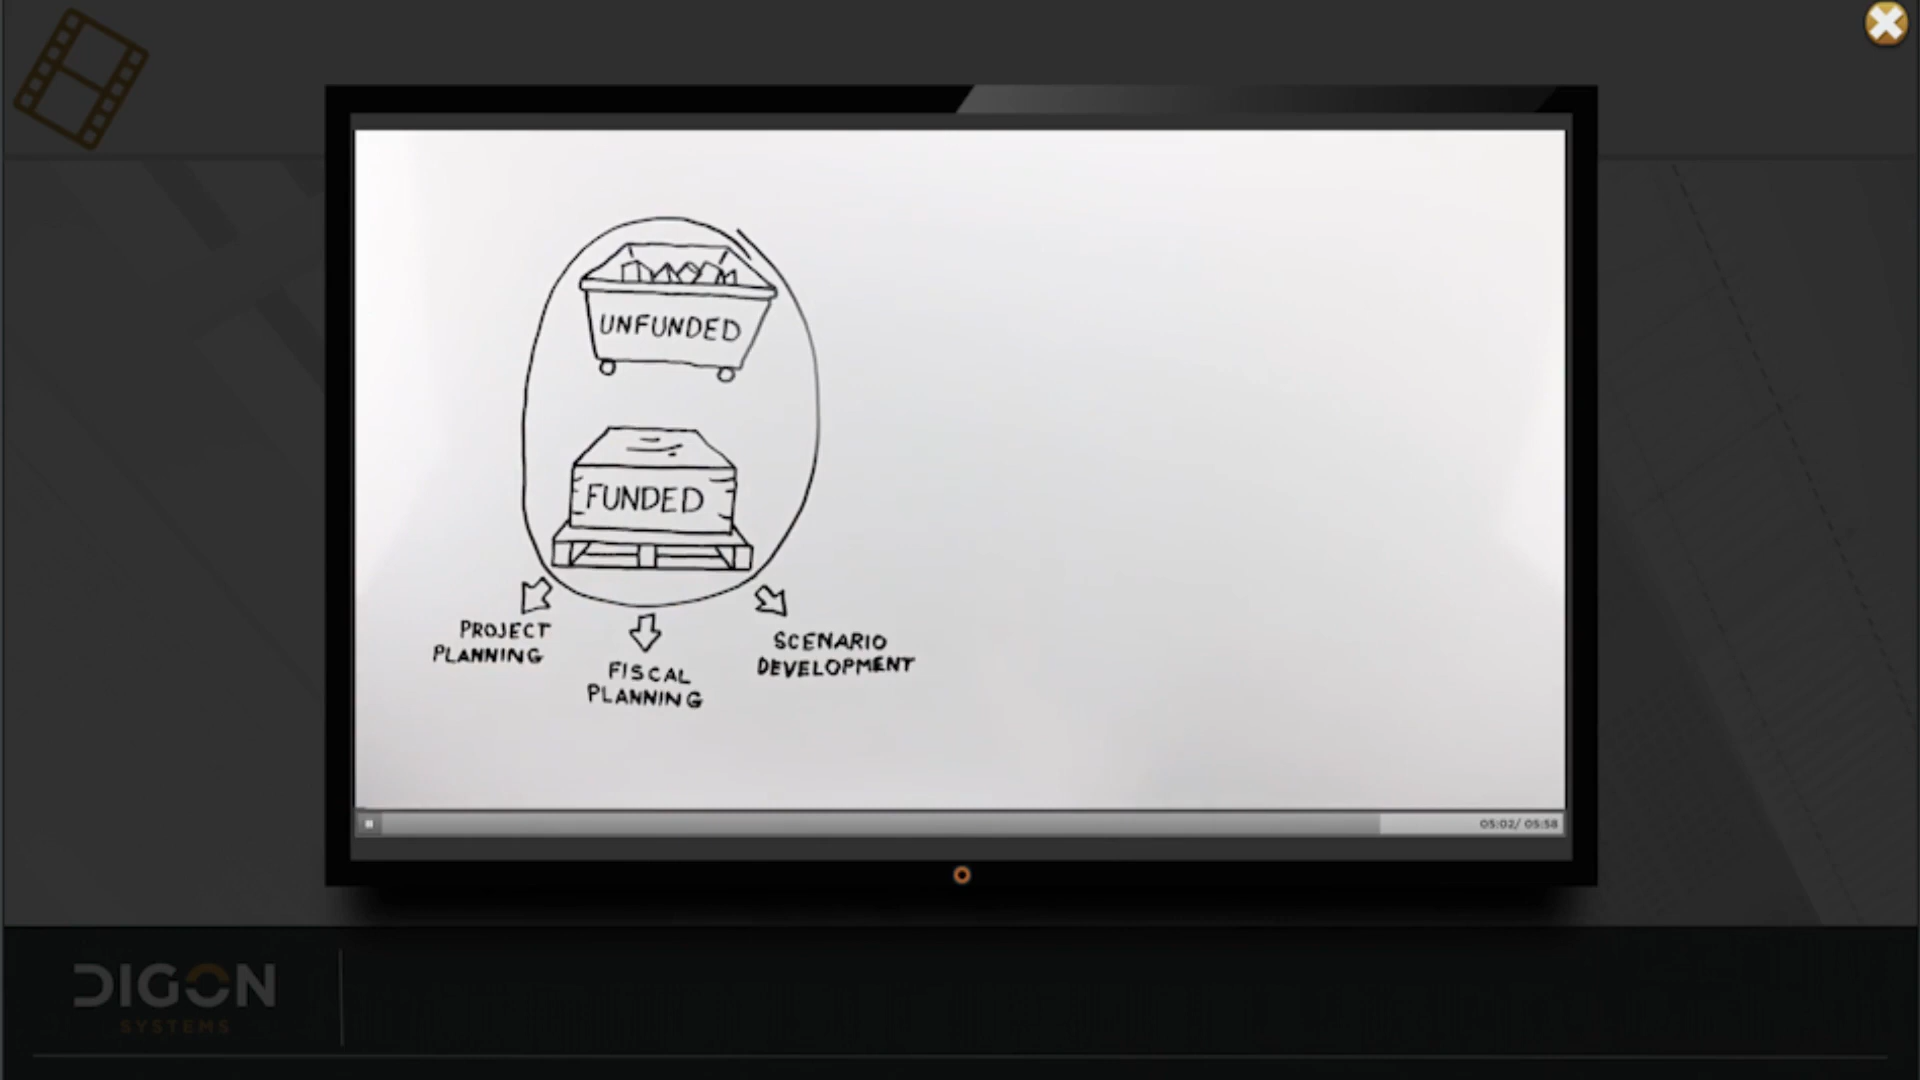 UNFUNDED
FUNDED
PROJECT
PLANNING
FISCAL
PLANNING
SCENARIO
DEVELOPMENT
05:02/ 05:58
DIGON
SYSTEMS